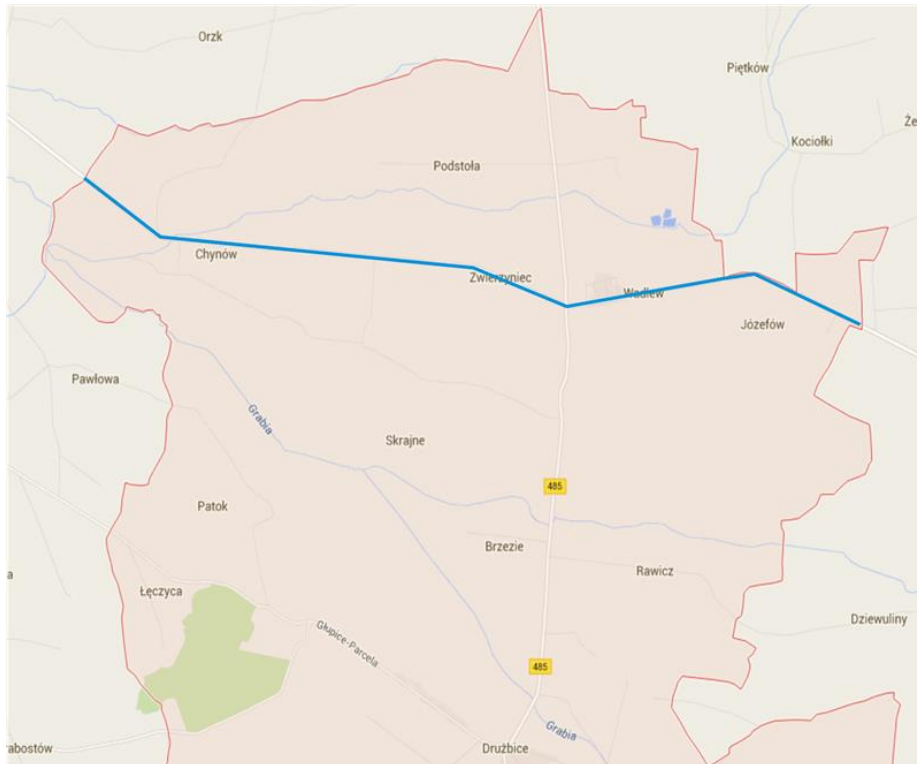 Orzk
Piętków
Kociołki
Że
Podstoła
Chynów
Zwierzyniec
Wadlew
Józefów
Pawłowa
Grabia
Skrajne
485
Patok
Brzezie
Rawicz
a
Łęczyca
Dziewuliny
Głupice-Parcela
485
Grabia
rabostów
Drużbice